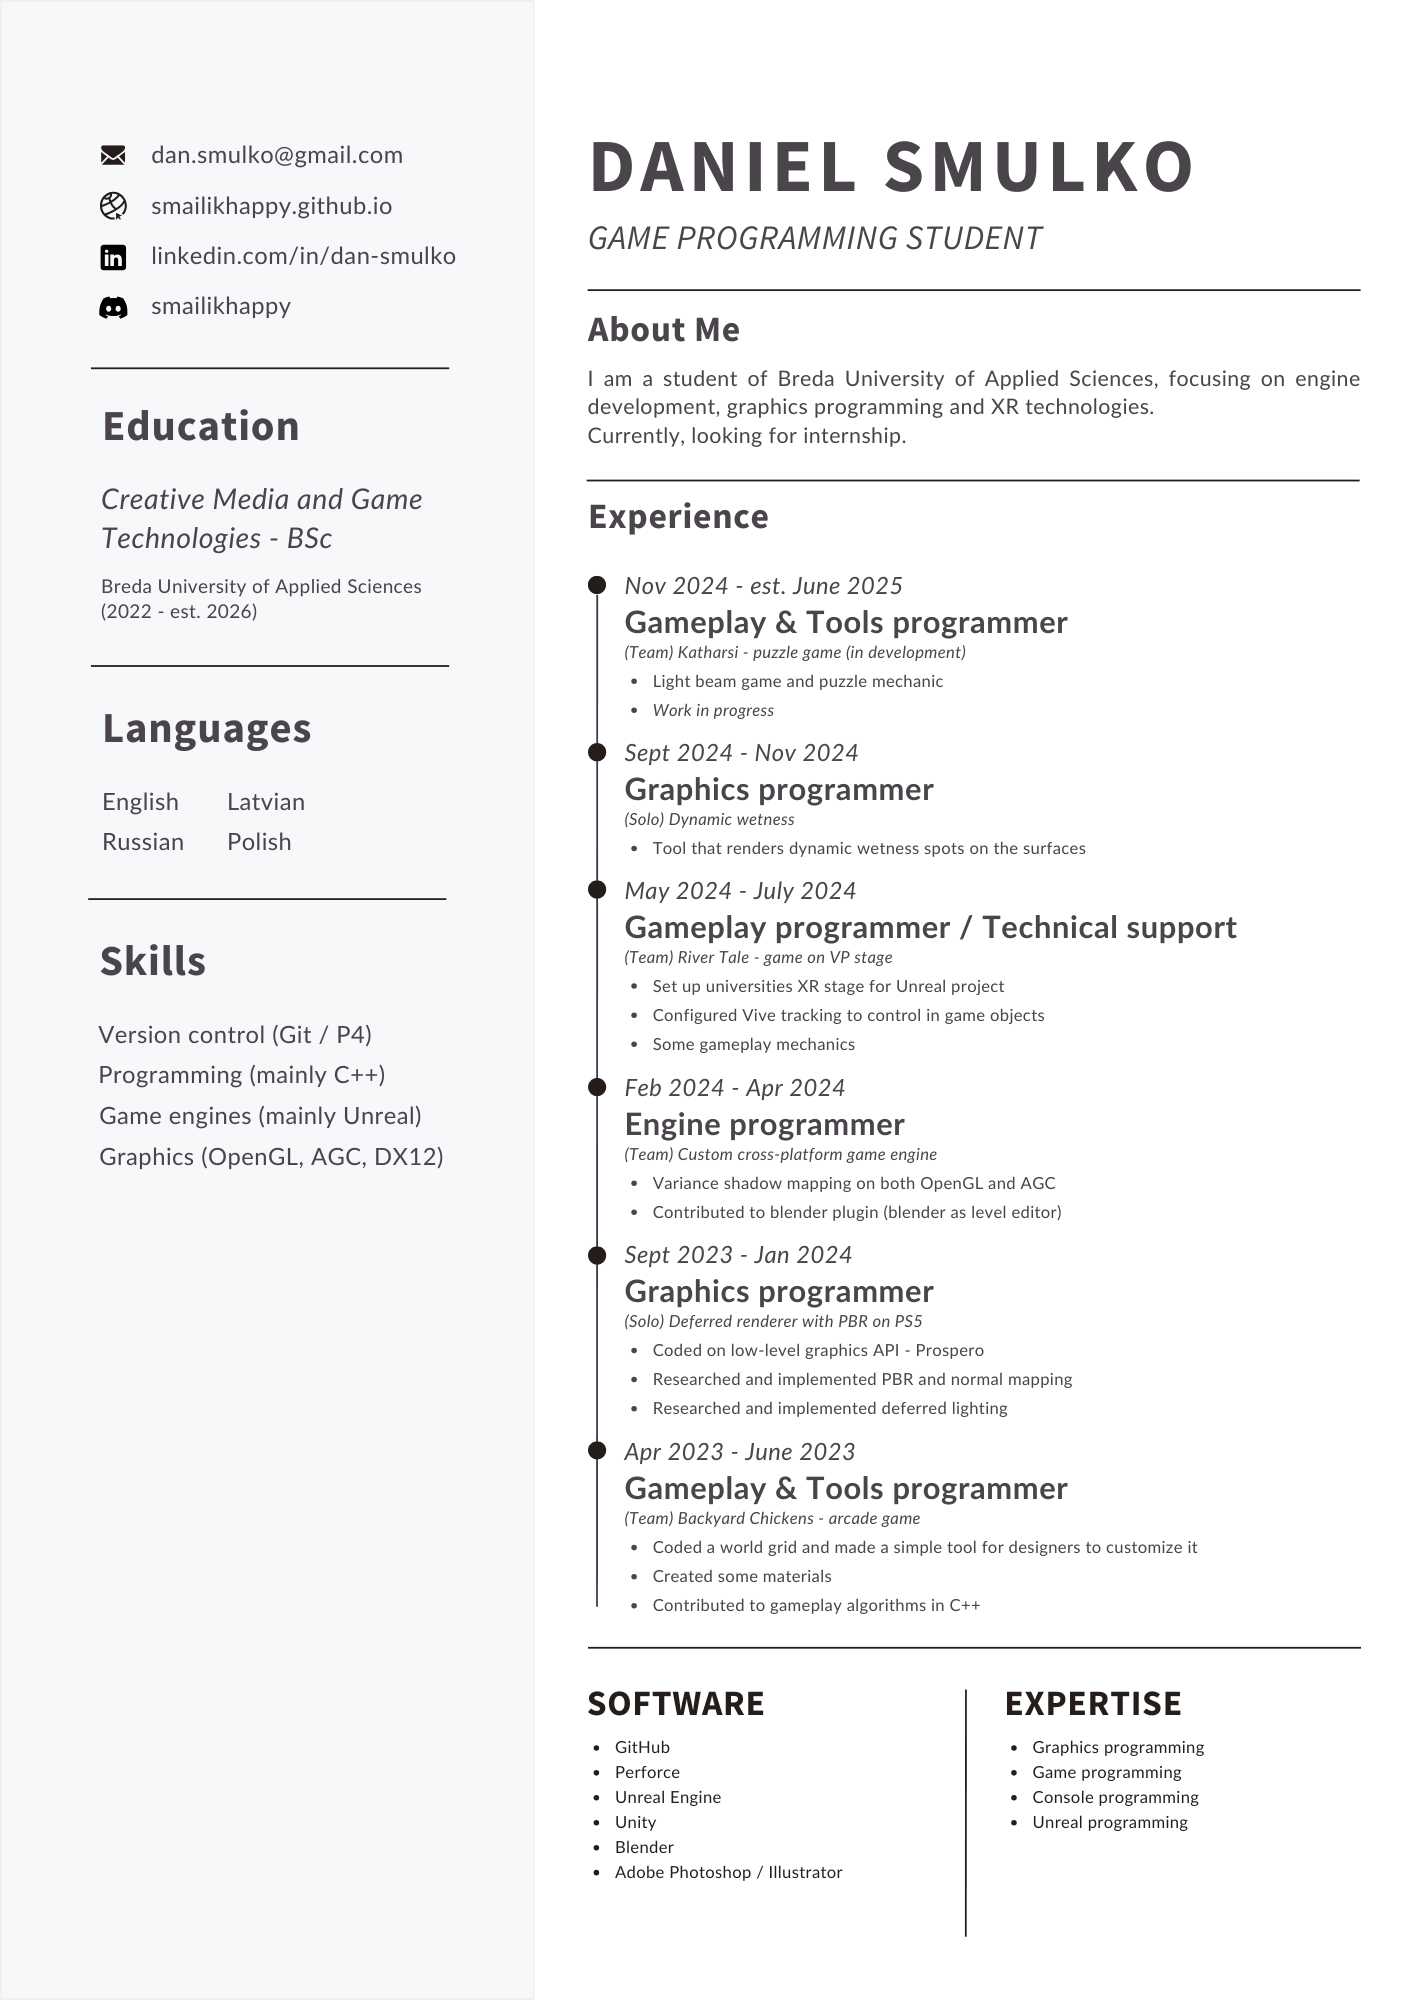 dan.smulko@gmail.com
smailikhappy.github.io
linkedin.com/in/dan-smulko
smailikhappy
Education
Creative Media and Game
Technologies - BSc
Breda University of Applied Sciences
(2022 - est. 2026)
Languages
English Latvian
Russian Polish
Skills
Version control (Git / P4)
Programming (mainly C++)
Game engines (mainly Unreal)
Graphics (OpenGL, AGC, DX12)
DANIEL SMULKO
GAME PROGRAMMING STUDENT
About Me
I am a student of Breda University of Applied Sciences, focusing on engine
development, graphics programming and XR technologies.
Currently, looking for internship.
Experience
Nov 2024 - est. June 2025
Gameplay & Tools programmer
(Team) Katharsi - puzzle game (in development)
• Light beam game and puzzle mechanic
• Work in progress
Sept 2024 - Nov 2024
Graphics programmer
(Solo) Dynamic wetness
• Tool that renders dynamic wetness spots on the surfaces
May 2024 - July 2024
Gameplay programmer / Technical support
(Team) River Tale - game on VP stage
• Set up universities XR stage for Unreal project
• Configured Vive tracking to control in game objects
• Some gameplay mechanics
Feb 2024 - Apr 2024
Engine programmer
(Team) Custom cross-platform game engine
• Variance shadow mapping on both OpenGL and AGC
• Contributed to blender plugin (blender as level editor)
Sept 2023 - Jan 2024
Graphics programmer
(Solo) Deferred renderer with PBR on PS5
• Coded on low-level graphics API - Prospero
• Researched and implemented PBR and normal mapping
• Researched and implemented deferred lighting
Apr 2023 - June 2023
Gameplay & Tools programmer
(Team) Backyard Chickens - arcade game
• Coded a world grid and made a simple tool for designers to customize it
• Created some materials
• Contributed to gameplay algorithms in C++
SOFTWARE
• GitHub
• Perforce
• Unreal Engine
• Unity
• Blender
• Adobe Photoshop / Illustrator
EXPERTISE
• Graphics programming
• Game programming
• Console programming
• Unreal programming